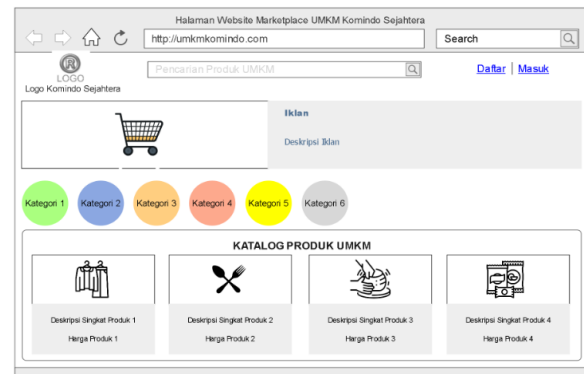 Halaman Website Marketplace UMKM Komindo Sejahtera
http://umkmkomindo.com
Search
R
LOGO
Logo Komindo Sejahtera
Pencarian Produk UMKM
Daftar | Masuk
Iklan
Deskripsi Iklan
Kategori 1 Kategori 2 Kategori 3 Kategori 4 Kategori 5 Kategori 6
KATALOG PRODUK UMKM
Deskripsi Singkat Produk 1 Deskripsi Singkat Produk 2 Deskripsi Singkat Produk 3 Deskripsi Singkat Produk 4
Harga Produk 1 Harga Produk 2 Harga Produk 3 Harga Produk 4